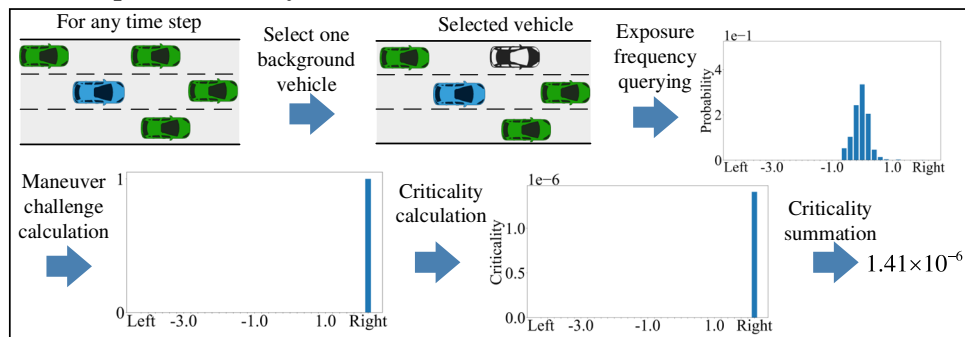 For any time step
Select one
background
vehicle
Selected vehicle
Exposure
frequency
querying
1e−1
Probability
4
2
0
Left -3.0 -1.0 1.0 Right
Maneuver
challenge
calculation
1
0
Left -3.0 -1.0 1.0 Right
Criticality
calculation
1e−6
Criticality
1.0
0.5
0.0
Left -3.0 -1.0 1.0 Right
Criticality
summation
1.41×10⁻⁶